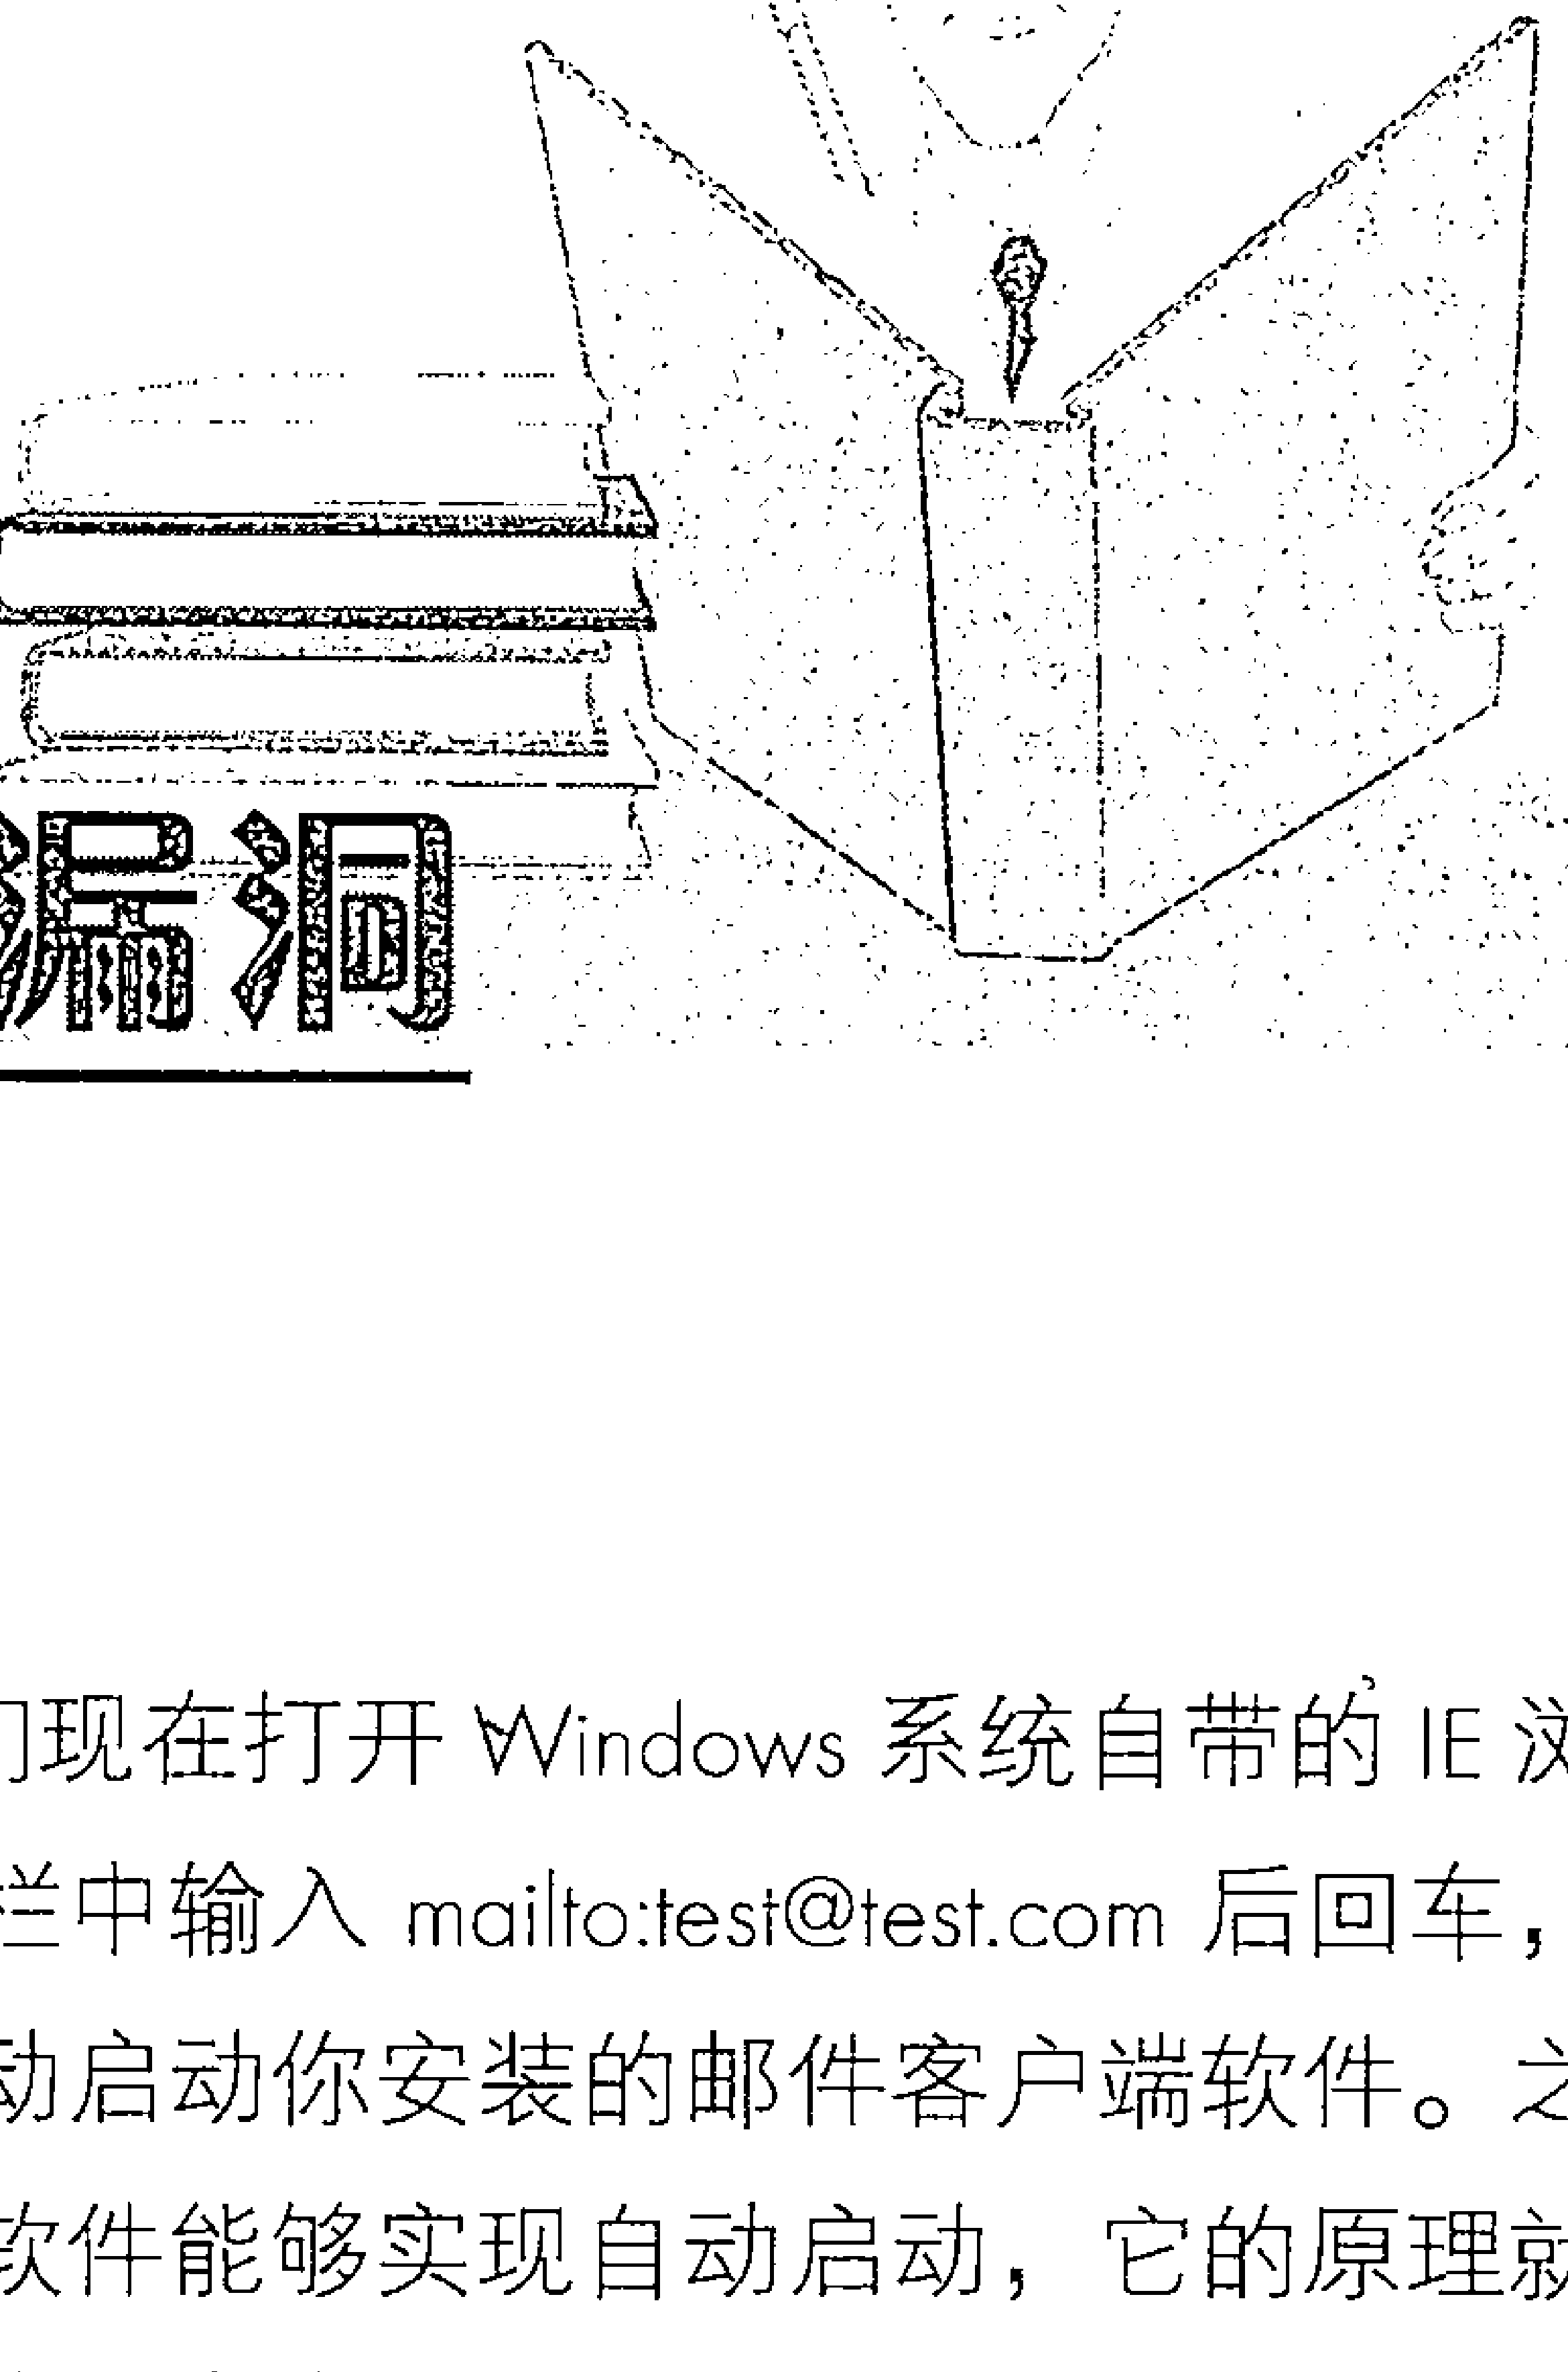 漏洞
们现在打开 Windows 系统自带的 IE 浏
栏中输入 mailto:test@test.com 后回车，
动启动你安装的邮件客户端软件。之
软件能够实现自动启动，它的原理就